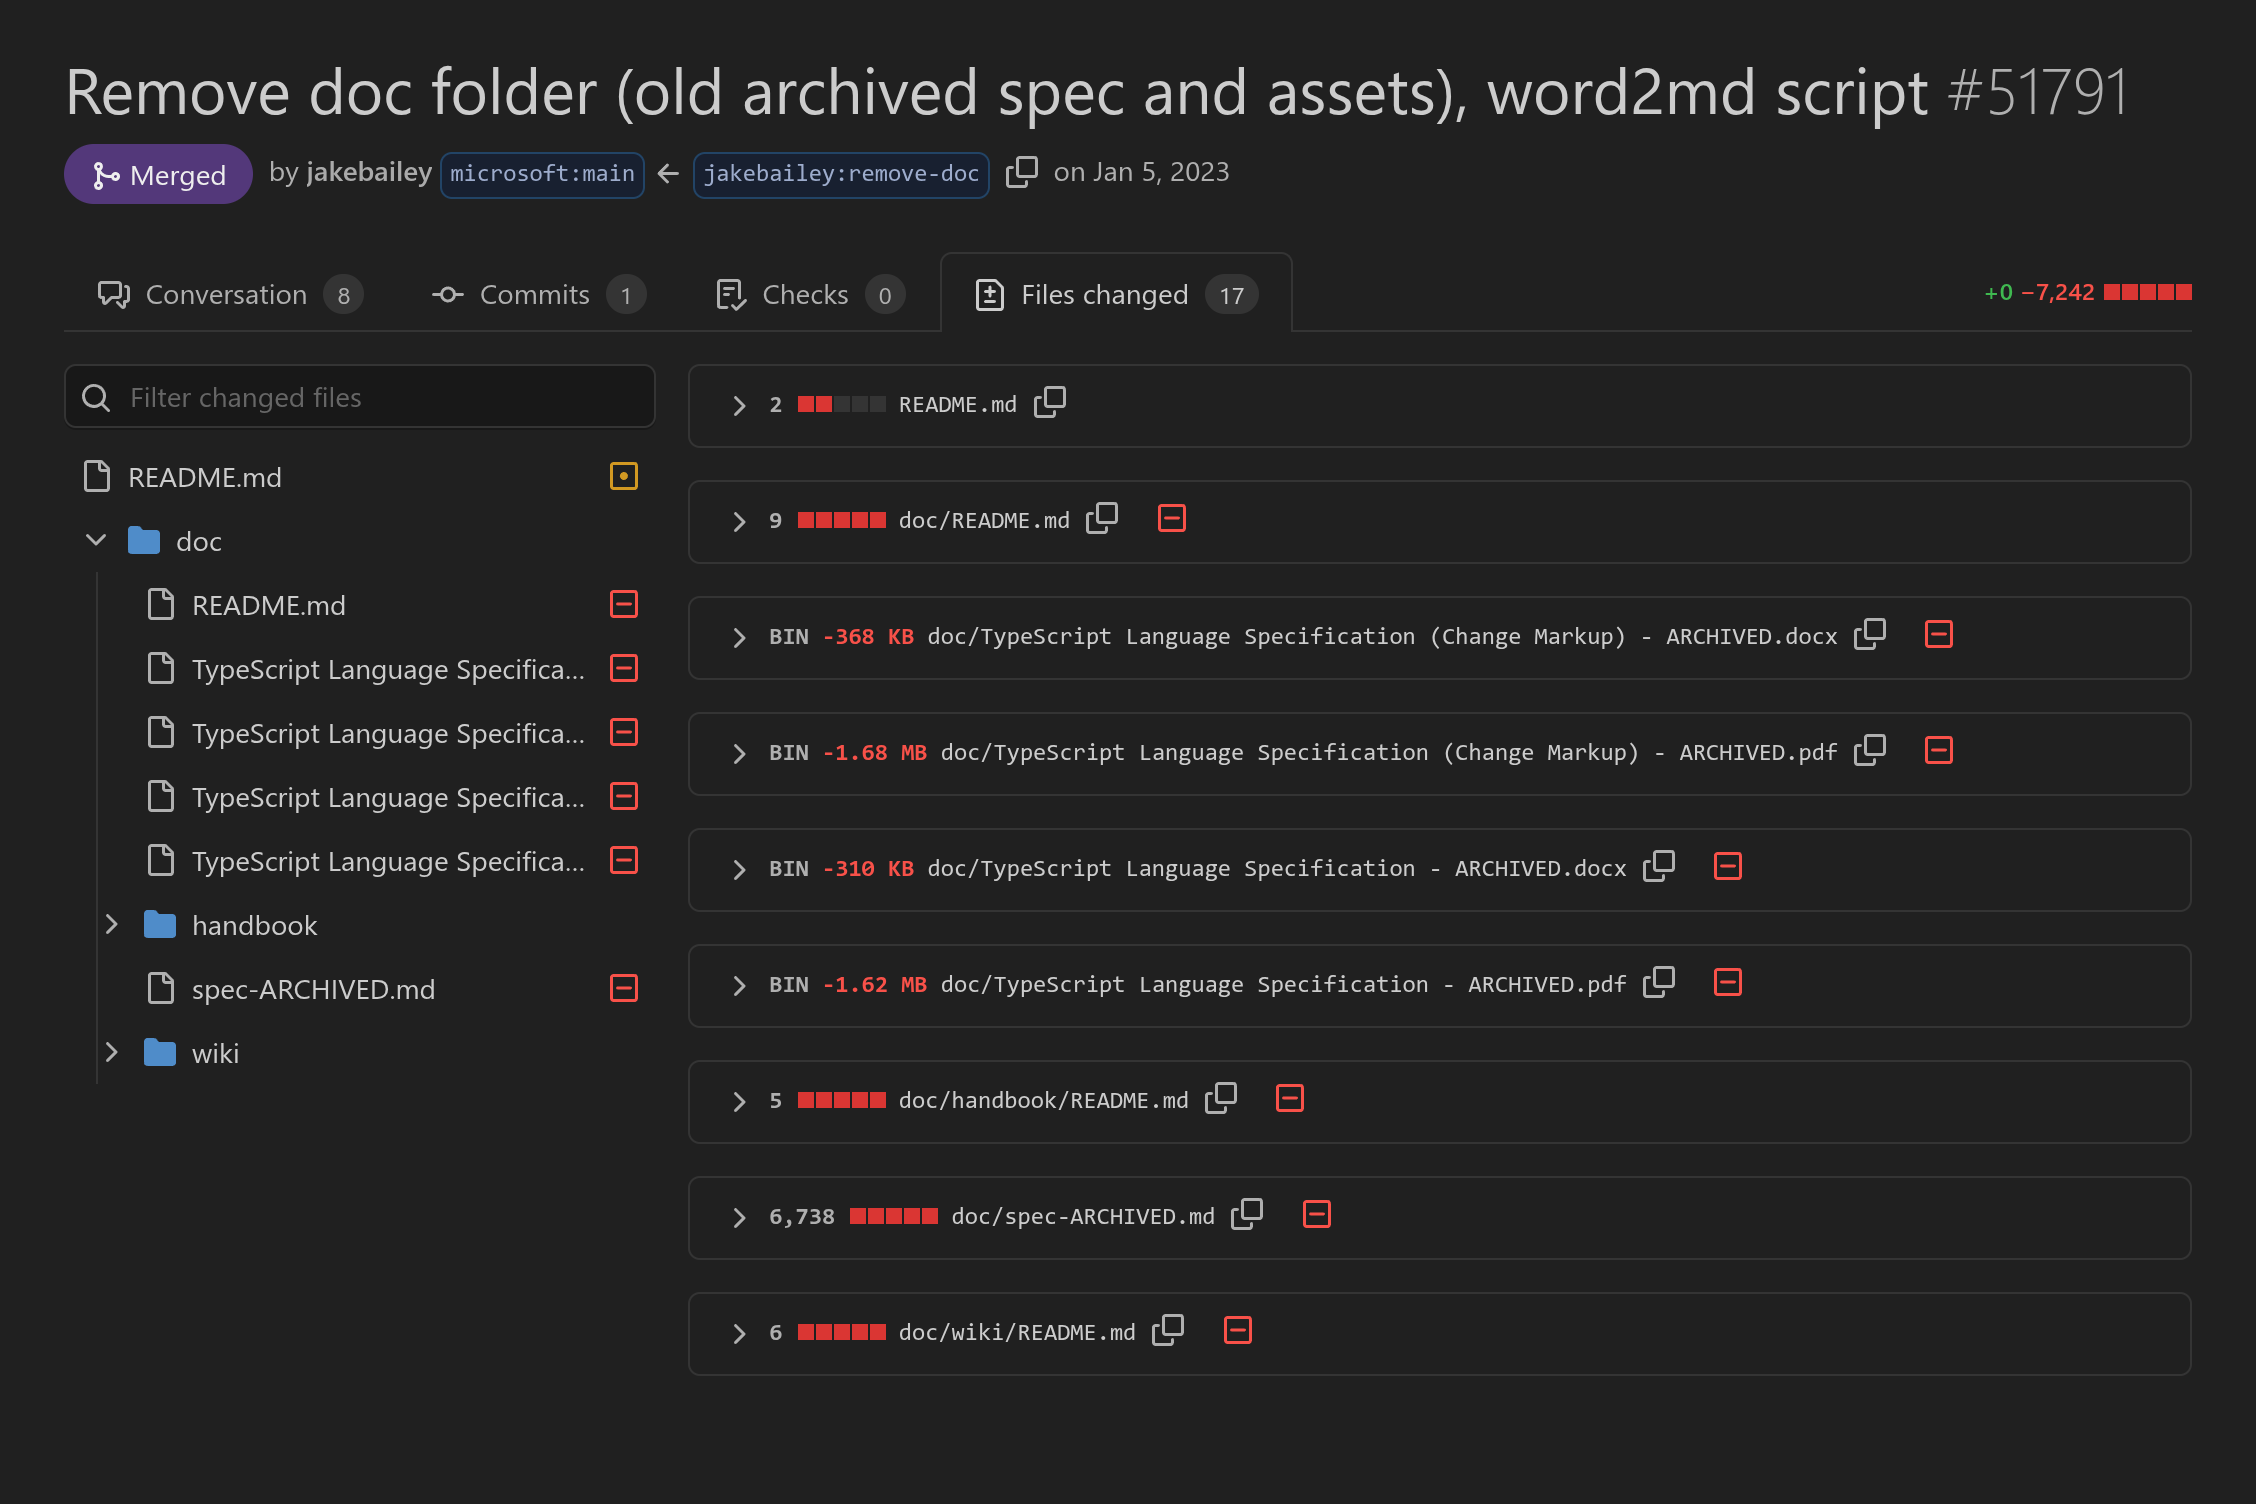 Remove doc folder (old archived spec and assets), word2md script #51791
Merged by jakebailey microsoft:main ← jakebailey:remove-doc on Jan 5, 2023
Conversation 8 Commits 1 Checks 0 Files changed 17 +0 −7,242
Filter changed files
README.md
doc
README.md
TypeScript Language Specifica...
TypeScript Language Specifica...
TypeScript Language Specifica...
TypeScript Language Specifica...
handbook
spec-ARCHIVED.md
wiki
2 README.md
9 doc/README.md
BIN -368 KB doc/TypeScript Language Specification (Change Markup) - ARCHIVED.docx
BIN -1.68 MB doc/TypeScript Language Specification (Change Markup) - ARCHIVED.pdf
BIN -310 KB doc/TypeScript Language Specification - ARCHIVED.docx
BIN -1.62 MB doc/TypeScript Language Specification - ARCHIVED.pdf
5 doc/handbook/README.md
6,738 doc/spec-ARCHIVED.md
6 doc/wiki/README.md